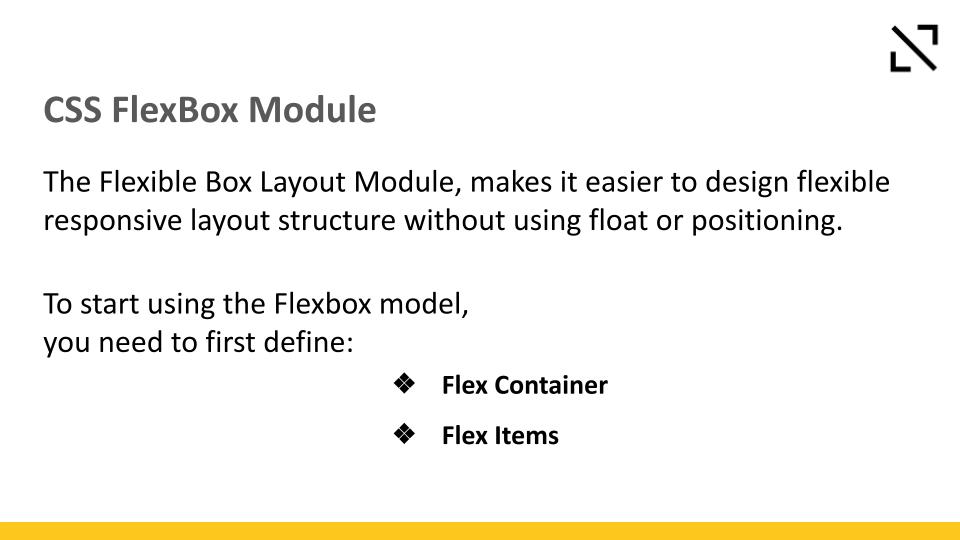 CSS FlexBox Module
The Flexible Box Layout Module, makes it easier to design flexible
responsive layout structure without using float or positioning.
To start using the Flexbox model,
you need to first define:
❖ Flex Container
❖ Flex Items